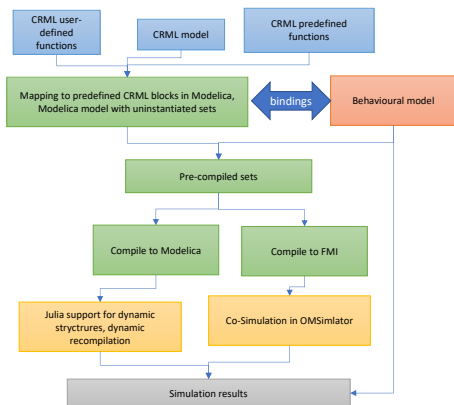 CRML user-
defined
functions
CRML model
CRML predefined
functions
Mapping to predefined CRML blocks in Modelica,
Modelica model with uninstantiated sets
bindings
Behavioural model
Pre-compiled sets
Compile to Modelica
Compile to FMI
Julia support for dynamic
stryctrures, dynamic
recompilation
Co-Simulation in OMSimlator
Simulation results